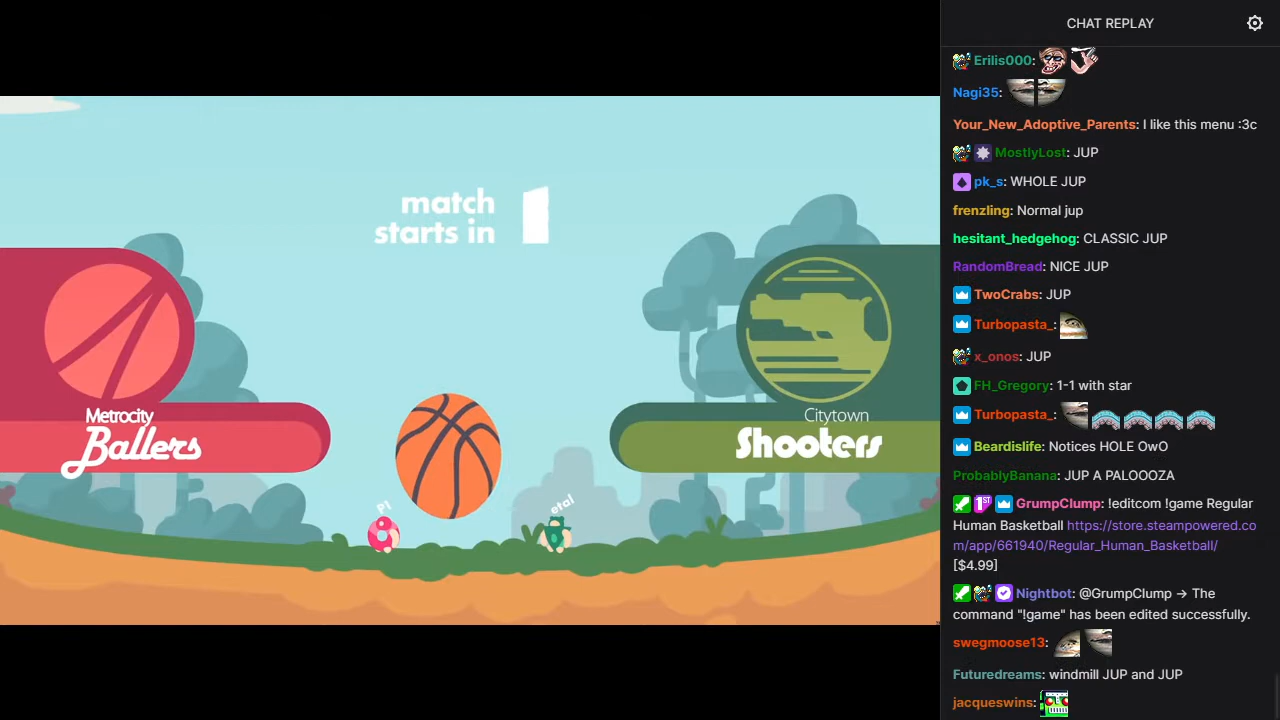 match
starts in 1
Metrocity
Ballers
Citytown
Shooters
P1
etal
CHAT REPLAY
Erilis000:
Nagi35:
Your_New_Adoptive_Parents: I like this menu :3c
MostlyLost: JUP
pk_s: WHOLE JUP
frenzling: Normal jup
hesitant_hedgehog: CLASSIC JUP
RandomBread: NICE JUP
TwoCrabs: JUP
Turbopasta_:
x_onos: JUP
FH_Gregory: 1-1 with star
Turbopasta_:
Beardislife: Notices HOLE OwO
ProbablyBanana: JUP A PALOOOZA
GrumpClump: !editcom !game Regular
Human Basketball https://store.steampowered.co
m/app/661940/Regular_Human_Basketball/
[$4.99]
Nightbot: @GrumpClump → The
command "!game" has been edited successfully.
swegmoose13:
Futuredreams: windmill JUP and JUP
jacqueswins: